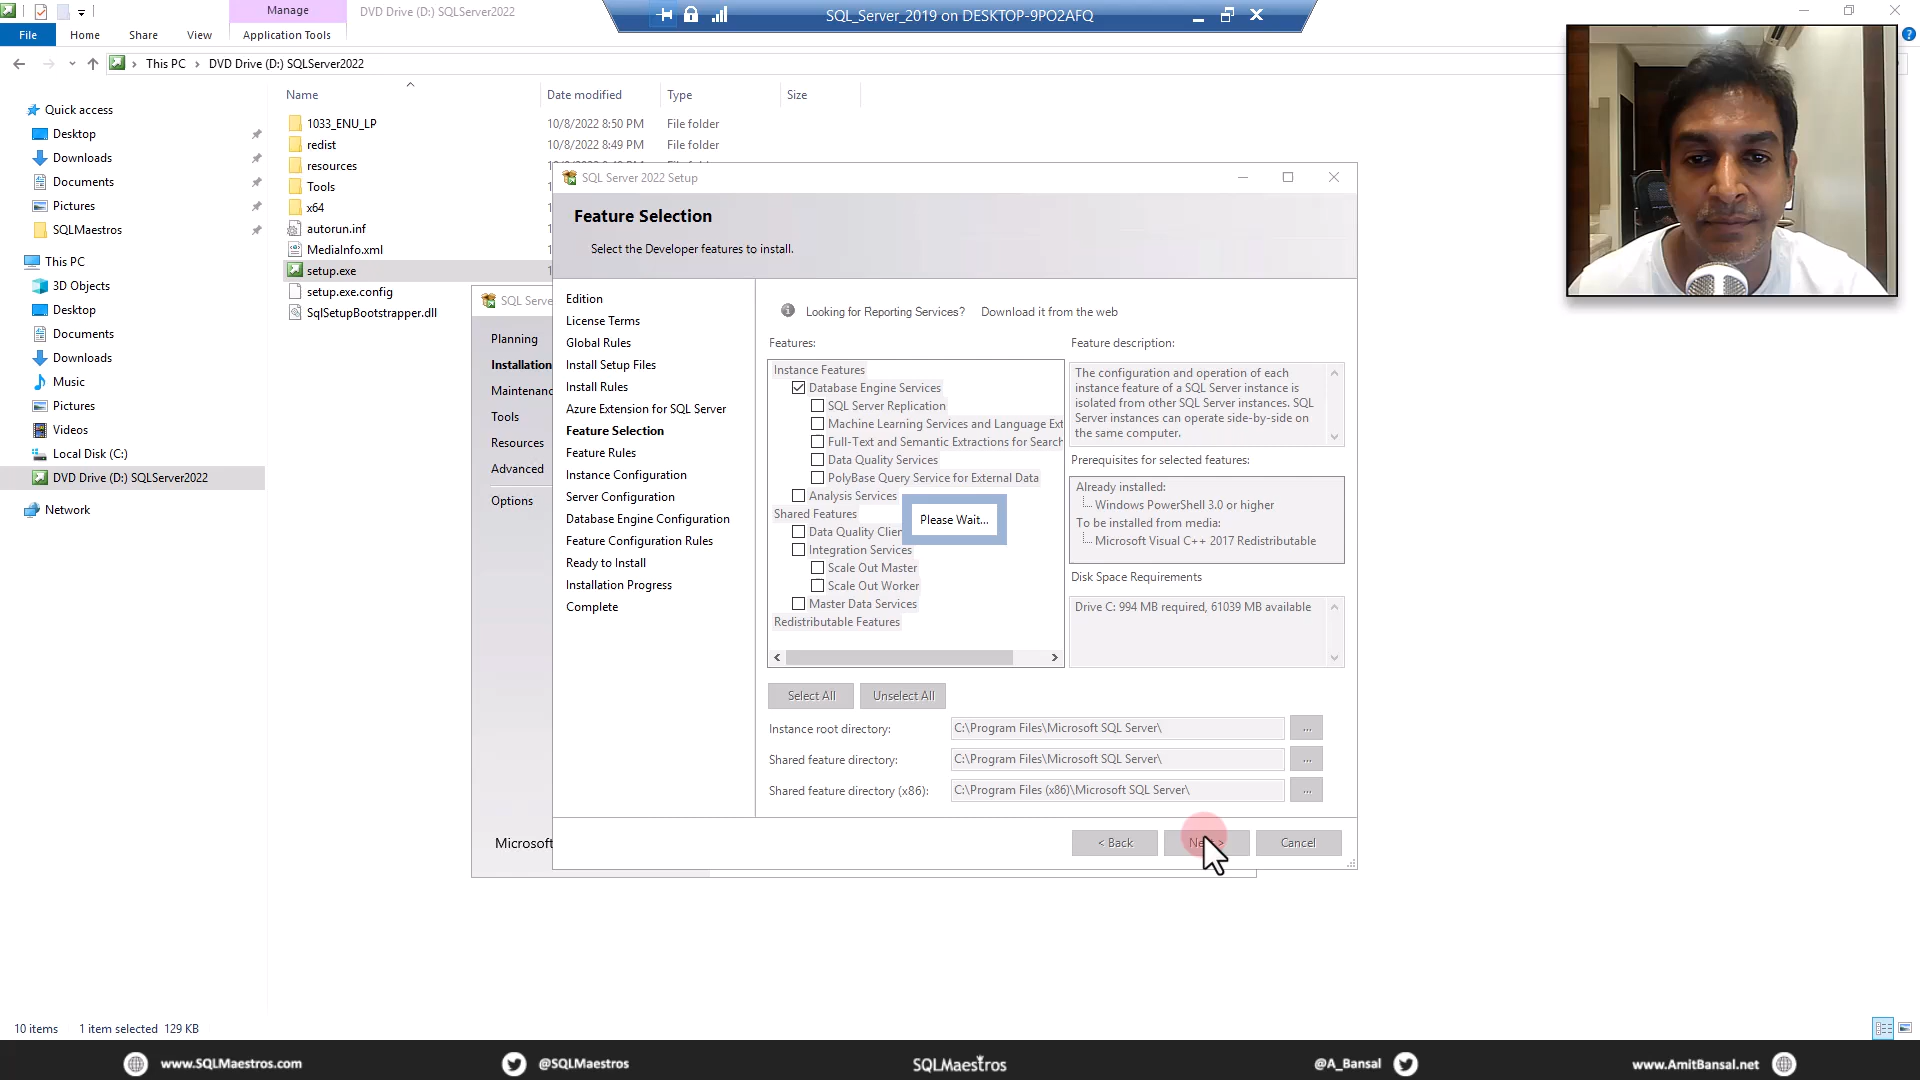 Manage
DVD Drive (D:) SQLServer2022
SQL_Server_2019 on DESKTOP-9PO2AFQ
File
Home
Share
View
Application Tools
This PC
DVD Drive (D:) SQLServer2022
Name
Date modified
Type
Size
Quick access
Desktop
Downloads
Documents
Pictures
SQLMaestros
This PC
3D Objects
Desktop
Documents
Downloads
Music
Pictures
Videos
Local Disk (C:)
DVD Drive (D:) SQLServer2022
Network
1033_ENU_LP 10/8/2022 8:50 PM File folder
redist 10/8/2022 8:49 PM File folder
resources
Tools
x64
autorun.inf
MediaInfo.xml
setup.exe
setup.exe.config
SqlSetupBootstrapper.dll
SQL Serve
Planning
Installation
Maintenanc
Tools
Resources
Advanced
Options
Microsoft
SQL Server 2022 Setup
Feature Selection
Select the Developer features to install.
Edition
License Terms
Global Rules
Install Setup Files
Install Rules
Azure Extension for SQL Server
Feature Selection
Feature Rules
Instance Configuration
Server Configuration
Database Engine Configuration
Feature Configuration Rules
Ready to Install
Installation Progress
Complete
Looking for Reporting Services? Download it from the web
Features:
Instance Features
Database Engine Services
SQL Server Replication
Machine Learning Services and Language Ext
Full-Text and Semantic Extractions for Search
Data Quality Services
PolyBase Query Service for External Data
Analysis Services
Shared Features
Data Quality Clien
Integration Services
Scale Out Master
Scale Out Worker
Master Data Services
Redistributable Features
Please Wait...
Feature description:
The configuration and operation of each
instance feature of a SQL Server instance is
isolated from other SQL Server instances. SQL
Server instances can operate side-by-side on
the same computer.
Prerequisites for selected features:
Already installed:
Windows PowerShell 3.0 or higher
To be installed from media:
Microsoft Visual C++ 2017 Redistributable
Disk Space Requirements
Drive C: 994 MB required, 61039 MB available
Select All
Unselect All
Instance root directory: C:\Program Files\Microsoft SQL Server\ ...
Shared feature directory: C:\Program Files\Microsoft SQL Server\ ...
Shared feature directory (x86): C:\Program Files (x86)\Microsoft SQL Server\ ...
< Back
Cancel
10 items 1 item selected 129 KB
www.SQLMaestros.com
@SQLMaestros
SQLMaestros
@A_Bansal
www.AmitBansal.net